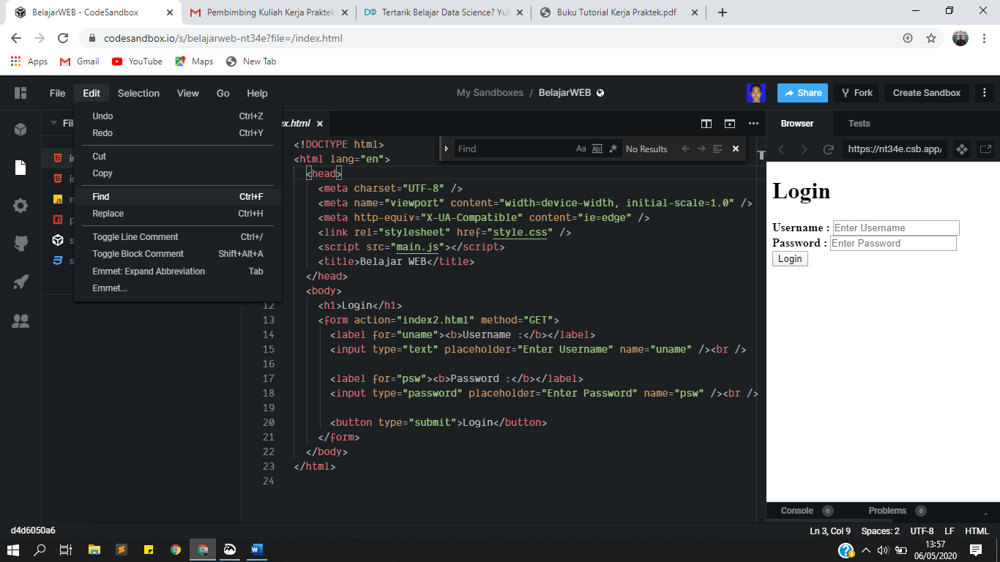 BelajarWEB - CodeSandbox
Pembimbing Kuliah Kerja Praktek
Tertarik Belajar Data Science? Yuk
Buku Tutorial Kerja Praktek.pdf
codesandbox.io/s/belajarweb-nt34e?file=/index.html
Apps Gmail YouTube Maps New Tab
File Edit Selection View Go Help
My Sandboxes / BelajarWEB
Share Fork Create Sandbox
Undo Ctrl+Z
Redo Ctrl+Y
Cut
Copy
Find Ctrl+F
Replace Ctrl+H
Toggle Line Comment Ctrl+/
Toggle Block Comment Shift+Alt+A
Emmet: Expand Abbreviation Tab
Emmet...
ex.html
Find Aa Abl No Results
<!DOCTYPE html>
<html lang="en">
<head>
<meta charset="UTF-8" />
<meta name="viewport" content="width=device-width, initial-scale=1.0" />
<meta http-equiv="X-UA-Compatible" content="ie=edge" />
<link rel="stylesheet" href="style.css" />
<script src="main.js"></script>
<title>Belajar WEB</title>
</head>
<body>
12 <h1>Login</h1>
13 <form action="index2.html" method="GET">
14 <label for="uname"><b>Username :</b></label>
15 <input type="text" placeholder="Enter Username" name="uname" /><br />
16
17 <label for="psw"><b>Password :</b></label>
18 <input type="password" placeholder="Enter Password" name="psw" /><br />
19
20 <button type="submit">Login</button>
21 </form>
22 </body>
23 </html>
24
Browser Tests
https://nt34e.csb.app/
Login
Username : Enter Username
Password : Enter Password
Login
Console 0 Problems 0
d4d6050a6
Ln 3, Col 9 Spaces: 2 UTF-8 LF HTML
13:57
06/05/2020